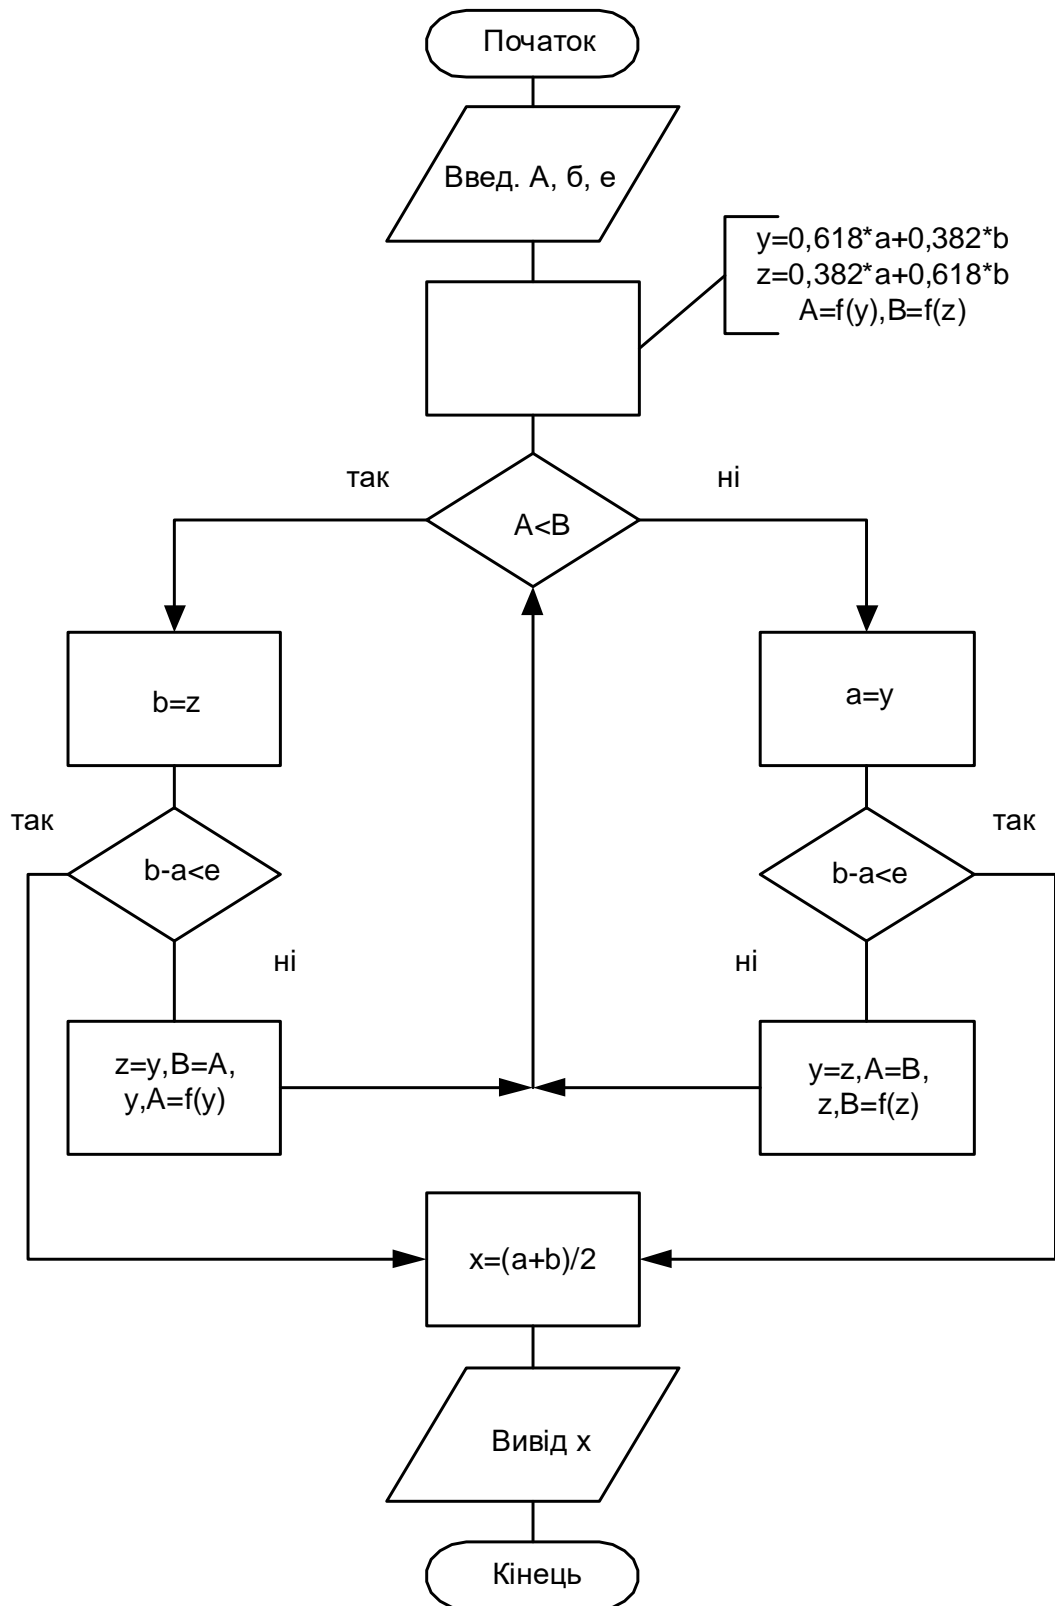 Початок
Введ. А, б, е
y=0,618*a+0,382*b
z=0,382*a+0,618*b
A=f(y),B=f(z)
так
ні
A<B
b=z
a=y
так
так
b-a<e
b-a<e
ні
ні
z=y,B=A,
y,A=f(y)
y=z,A=B,
z,B=f(z)
x=(a+b)/2
Вивід х
Кінець